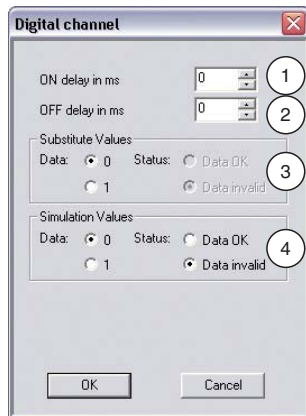 Digital channel
ON delay in ms 0 1
OFF delay in ms 0 2
Substitute Values
Data: 0 Status: Data OK 3
1 Data invalid
Simulation Values
Data: 0 Status: Data OK 4
1 Data invalid
OK Cancel